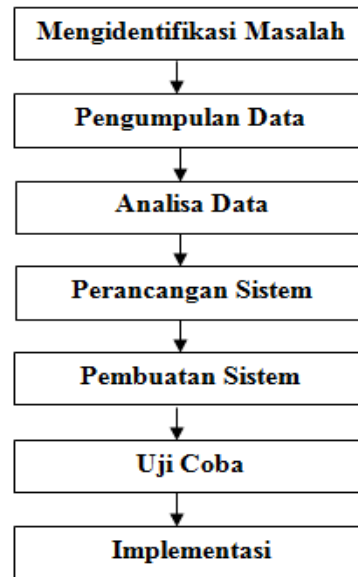 Mengidentifikasi Masalah
Pengumpulan Data
Analisa Data
Perancangan Sistem
Pembuatan Sistem
Uji Coba
Implementasi